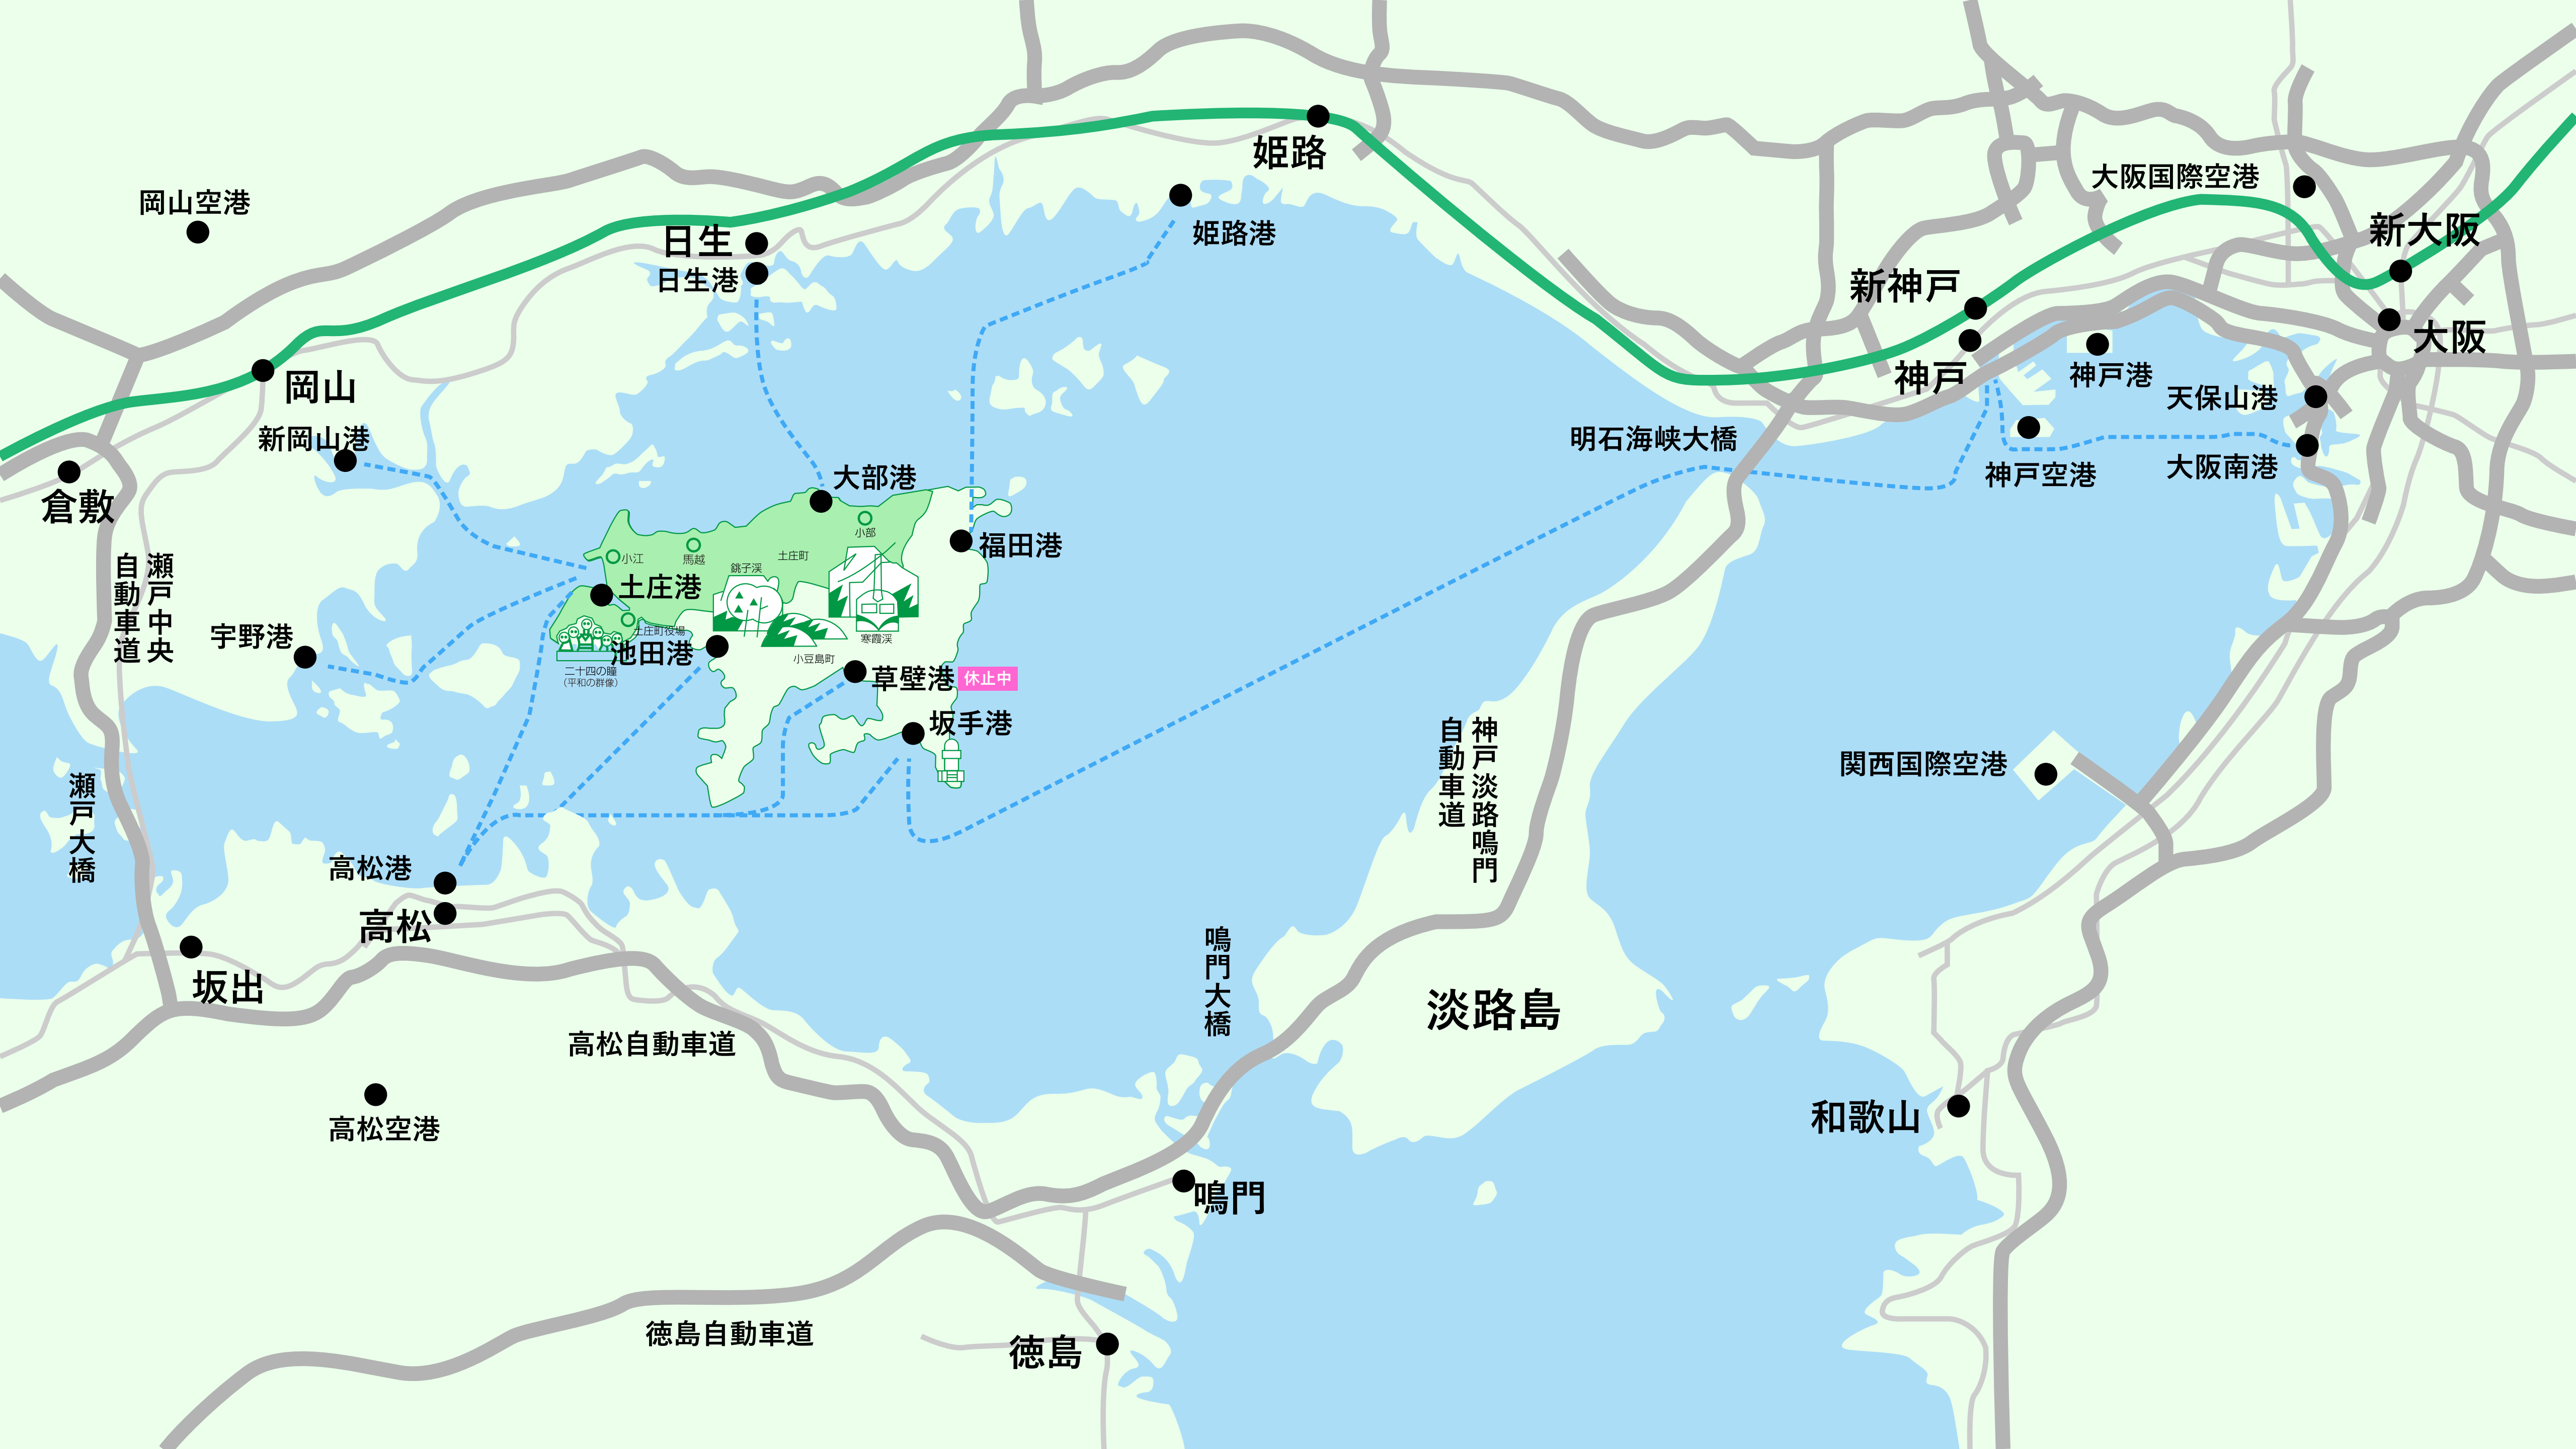 岡山空港
日生
日生港
姫路
姫路港
大阪国際空港
新大阪
大阪
新神戸
神戸
神戸港
天保山港
大阪南港
神戸空港
明石海峡大橋
岡山
新岡山港
倉敷
瀬戸中央
自動車道
宇野港
瀬戸大橋
大部港
小部
福田港
小江
馬越
土庄町
銚子渓
土庄港
土庄町役場
池田港
二十四の瞳
(平和の群像)
寒霞渓
小豆島町
草壁港
休止中
坂手港
神戸淡路鳴門
自動車道
関西国際空港
高松港
高松
坂出
鳴門大橋
淡路島
高松自動車道
高松空港
和歌山
鳴門
徳島自動車道
徳島